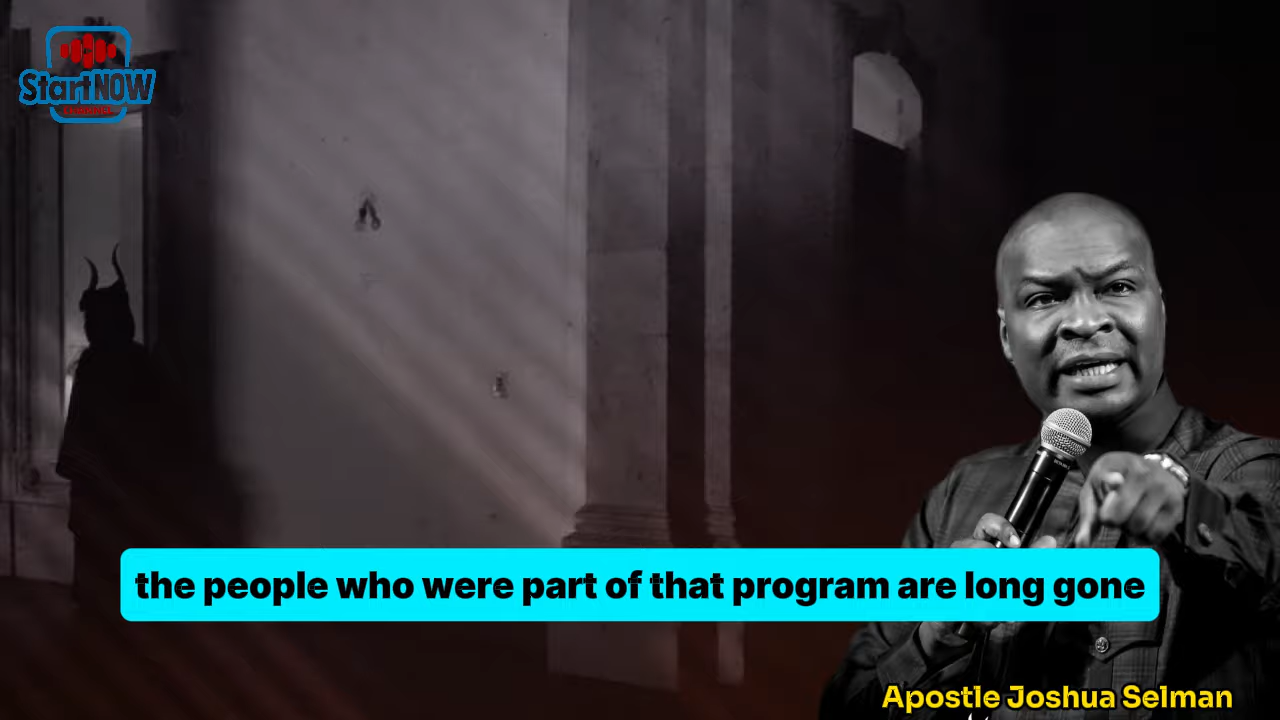 StartNOW
the people who were part of that program are long gone
Apostle Joshua Selman